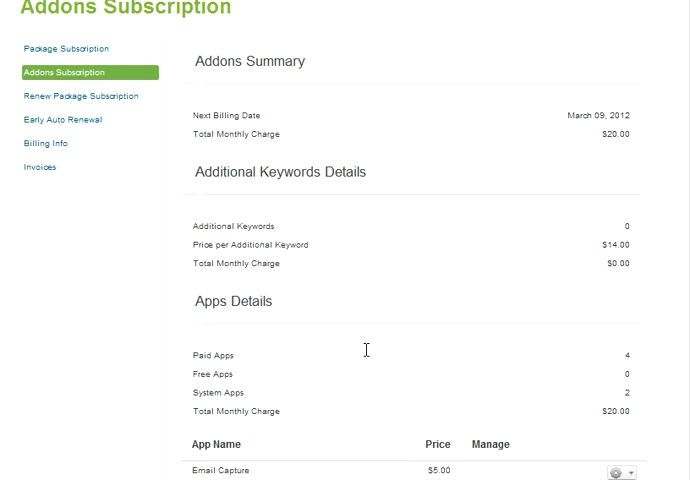 Addons Subscription
Package Subscription
Addons Subscription
Renew Package Subscription
Early Auto Renewal
Billing Info
Invoices
Addons Summary
Next Billing Date March 09, 2012
Total Monthly Charge $20.00
Additional Keywords Details
Additional Keywords 0
Price per Additional Keyword $14.00
Total Monthly Charge $0.00
Apps Details
Paid Apps 4
Free Apps 0
System Apps 2
Total Monthly Charge $20.00
App Name Price Manage
Email Capture $5.00